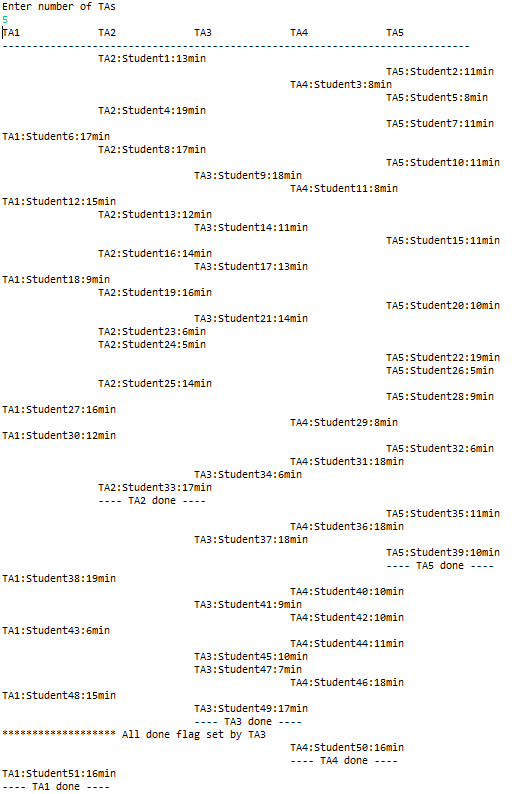 Enter number of TAs
5
TA1 TA2 TA3 TA4 TA5
------------------------------------------------------------------------------
TA2:Student1:13min
TA5:Student2:11min
TA4:Student3:8min
TA5:Student5:8min
TA2:Student4:19min
TA5:Student7:11min
TA1:Student6:17min
TA2:Student8:17min
TA5:Student10:11min
TA3:Student9:18min
TA4:Student11:8min
TA1:Student12:15min
TA2:Student13:12min
TA3:Student14:11min
TA5:Student15:11min
TA2:Student16:14min
TA3:Student17:13min
TA1:Student18:9min
TA2:Student19:16min
TA5:Student20:10min
TA3:Student21:14min
TA2:Student23:6min
TA2:Student24:5min
TA5:Student22:19min
TA5:Student26:5min
TA2:Student25:14min
TA5:Student28:9min
TA1:Student27:16min
TA4:Student29:8min
TA1:Student30:12min
TA5:Student32:6min
TA4:Student31:18min
TA3:Student34:6min
TA2:Student33:17min
---- TA2 done ----
TA5:Student35:11min
TA4:Student36:18min
TA3:Student37:18min
TA5:Student39:10min
---- TA5 done ----
TA1:Student38:19min
TA4:Student40:10min
TA3:Student41:9min
TA4:Student42:10min
TA1:Student43:6min
TA4:Student44:11min
TA3:Student45:10min
TA3:Student47:7min
TA4:Student46:18min
TA1:Student48:15min
TA3:Student49:17min
---- TA3 done ----
******************* All done flag set by TA3
TA4:Student50:16min
---- TA4 done ----
TA1:Student51:16min
---- TA1 done ----